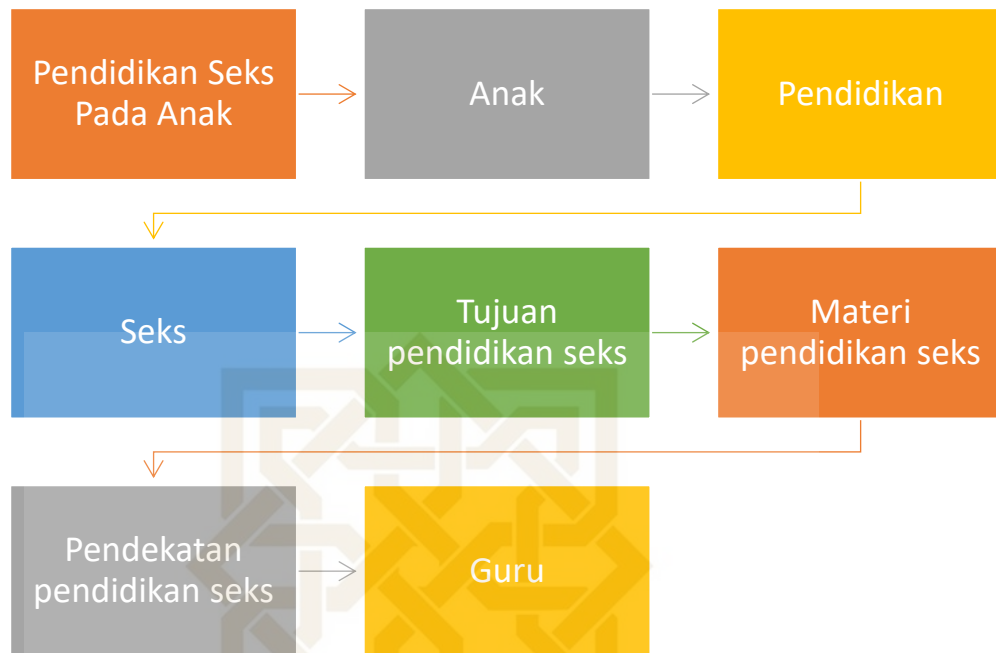 Pendidikan Seks
Pada Anak
Anak
Pendidikan
Seks
Tujuan
pendidikan seks
Materi
pendidikan seks
Pendekatan
pendidikan seks
Guru